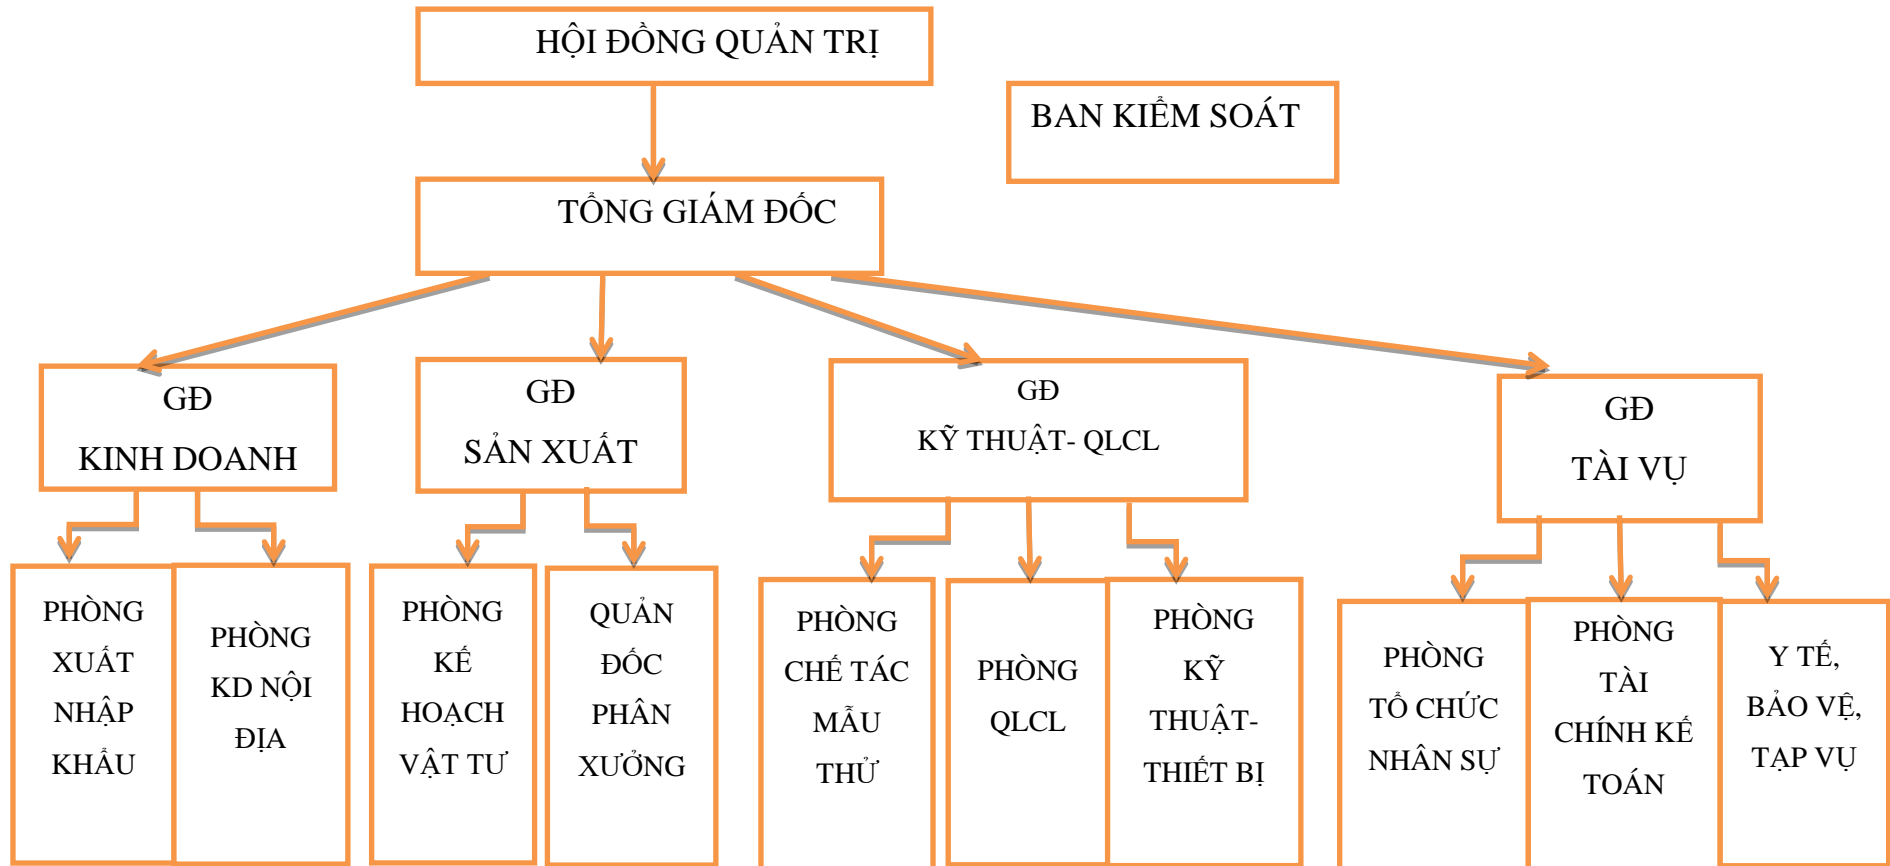 HỘI ĐỒNG QUẢN TRỊ
BAN KIỂM SOÁT
TỔNG GIÁM ĐỐC
GĐ
KINH DOANH
GĐ
SẢN XUẤT
GĐ
KỸ THUẬT- QLCL
GĐ
TÀI VỤ
PHÒNG
XUẤT
NHẬP
KHẨU
PHÒNG
KD NỘI
ĐỊA
PHÒNG
KẾ
HOẠCH
VẬT TƯ
QUẢN
ĐỐC
PHÂN
XƯỞNG
PHÒNG
CHẾ TÁC
MẪU
THỬ
PHÒNG
QLCL
PHÒNG
KỸ
THUẬT-
THIẾT BỊ
PHÒNG
TỔ CHỨC
NHÂN SỰ
PHÒNG
TÀI
CHÍNH KẾ
TOÁN
Y TẾ,
BẢO VỆ,
TẠP VỤ